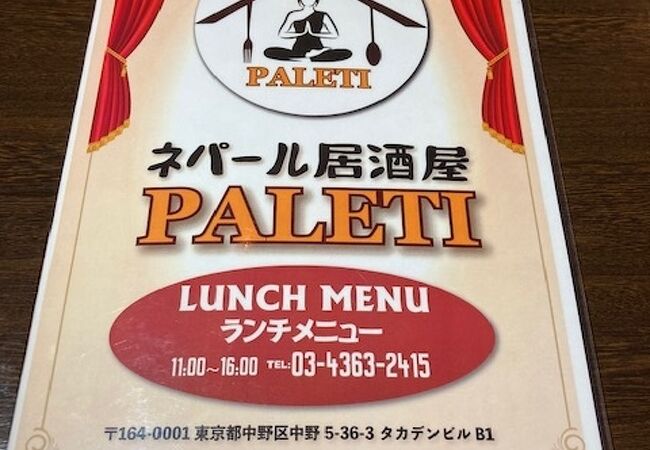 PALETI
ネパール居酒屋
PALETI
LUNCH MENU
ランチメニュー
11:00～16:00 TEL:03-4363-2415
〒164-0001 東京都中野区中野 5-36-3 タカデンビル B1